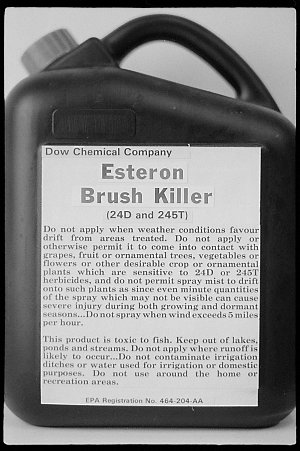 Dow Chemical Company
Esteron
Brush Killer
(24D and 245T)
Do not apply when weather conditions favour
drift from areas treated. Do not apply or
otherwise permit it to come into contact with
grapes, fruit or ornamental trees, vegetables or
flowers or other desirable crop or ornamental
plants which are sensitive to 24D or 245T
herbicides, and do not permit spray mist to drift
onto such plants as since even minute quantities
of the spray which may not be visible can cause
severe injury during both growing and dormant
seasons...Do not spray when wind exceeds 5 miles
per hour.
This product is toxic to fish. Keep out of lakes,
ponds and streams. Do not apply where runoff is
likely to occur...Do not contaminate irrigation
ditches or water used for irrigation or domestic
purposes. Do not use around the home or
recreation areas.
EPA Registration No. 464-204-AA